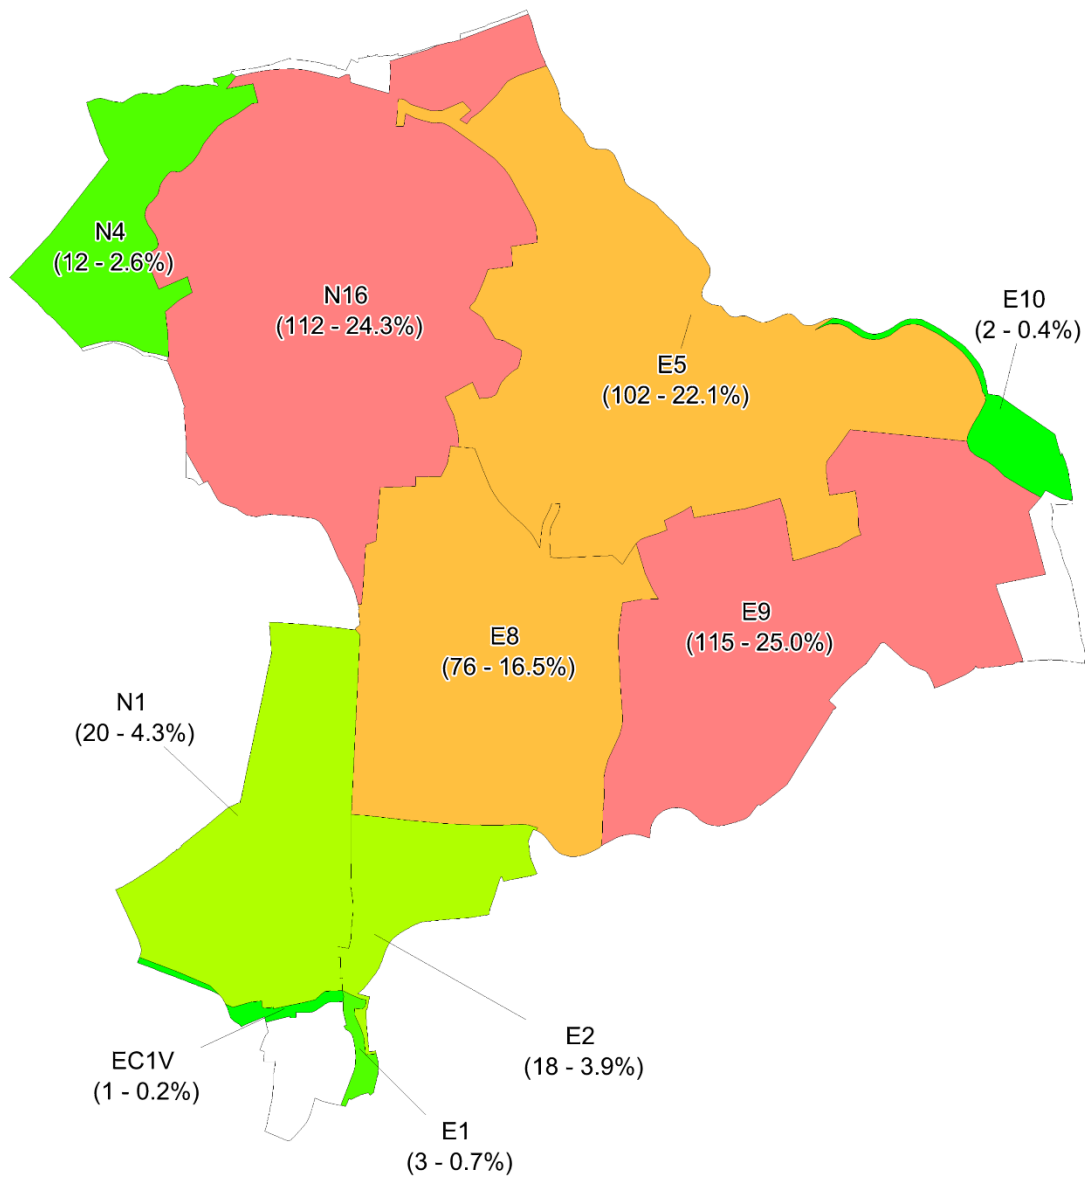 N4
(12 - 2.6%)
N16
(112 - 24.3%)
E10
(2 - 0.4%)
E5
(102 - 22.1%)
E9
(115 - 25.0%)
E8
(76 - 16.5%)
N1
(20 - 4.3%)
E2
(18 - 3.9%)
EC1V
(1 - 0.2%)
E1
(3 - 0.7%)